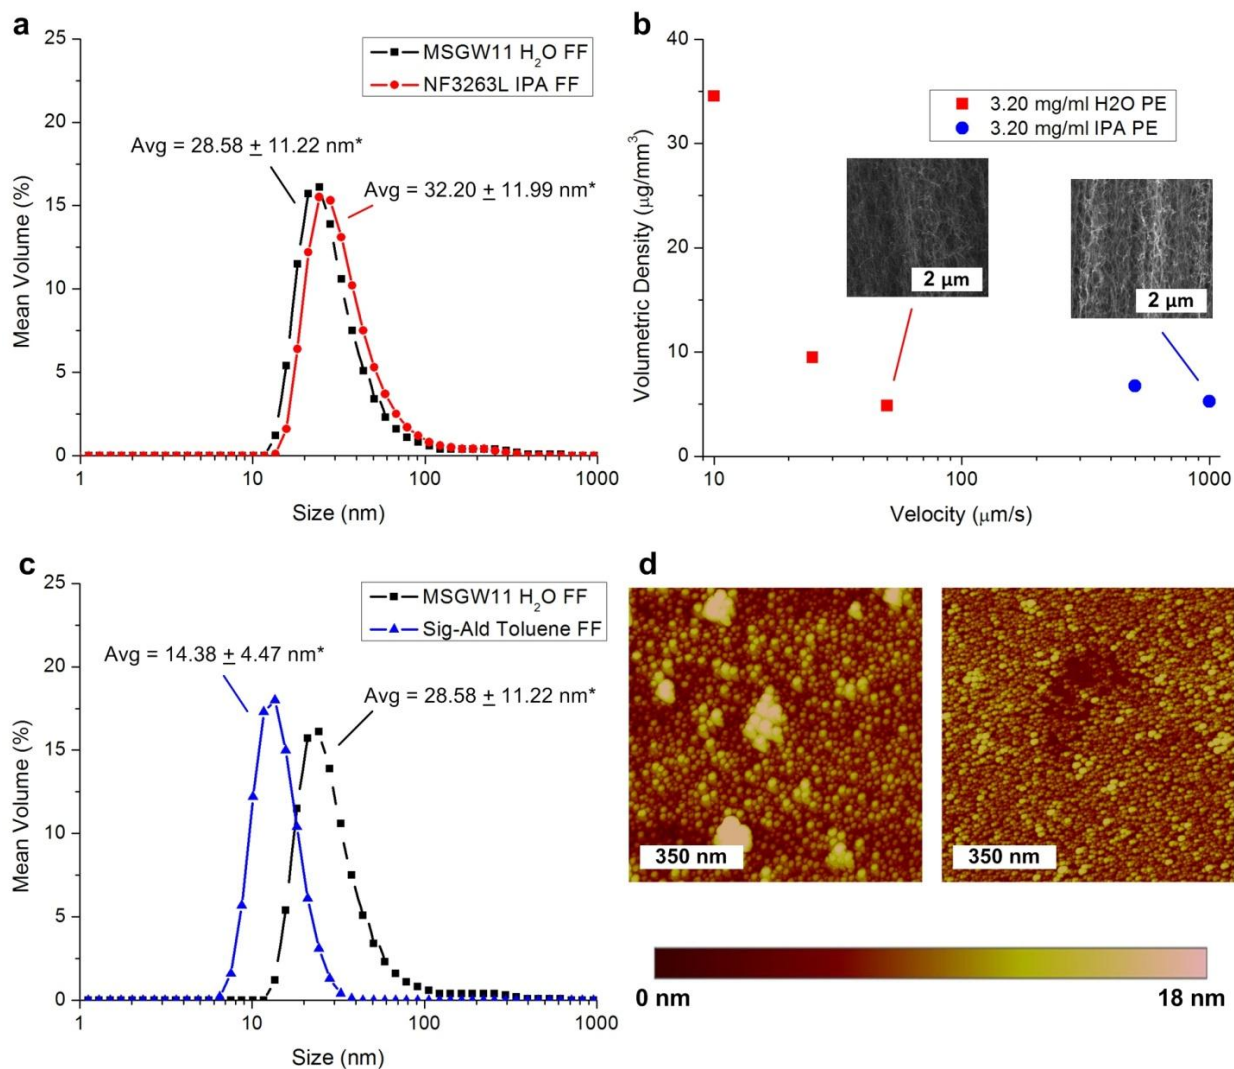 a
25
20
15
10
5
0
Mean Volume (%)
MSGW11 H₂O FF
NF3263L IPA FF
Avg = 28.58 ± 11.22 nm*
Avg = 32.20 ± 11.99 nm*
1
10
100
1000
Size (nm)
b
40
30
20
10
0
Volumetric Density (μg/mm³)
3.20 mg/ml H2O PE
3.20 mg/ml IPA PE
2 μm
2 μm
10
100
1000
Velocity (μm/s)
c
25
20
15
10
5
0
Mean Volume (%)
MSGW11 H₂O FF
Sig-Ald Toluene FF
Avg = 14.38 ± 4.47 nm*
Avg = 28.58 ± 11.22 nm*
1
10
100
1000
Size (nm)
d
350 nm
350 nm
0 nm
18 nm